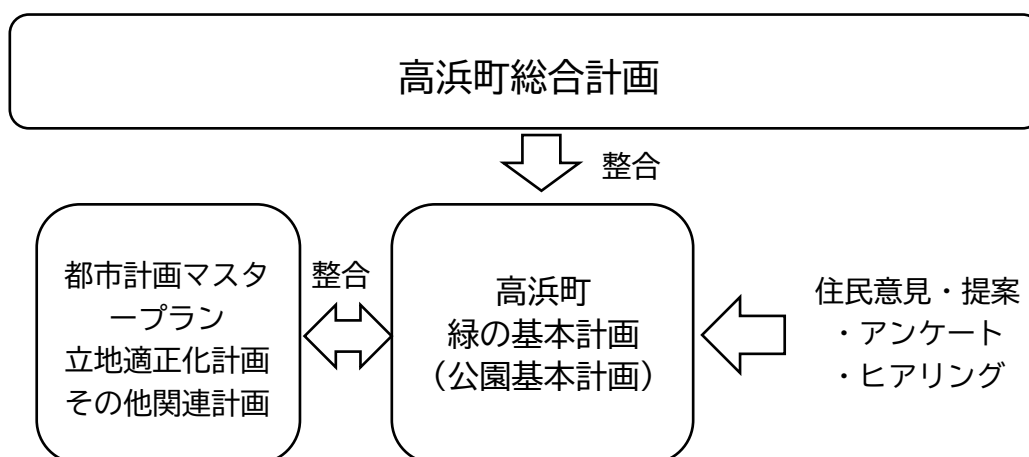 高浜町総合計画
整合
都市計画マスタ
ープラン
立地適正化計画
その他関連計画
整合
高浜町
緑の基本計画
（公園基本計画）
住民意見・提案
・アンケート
・ヒアリング